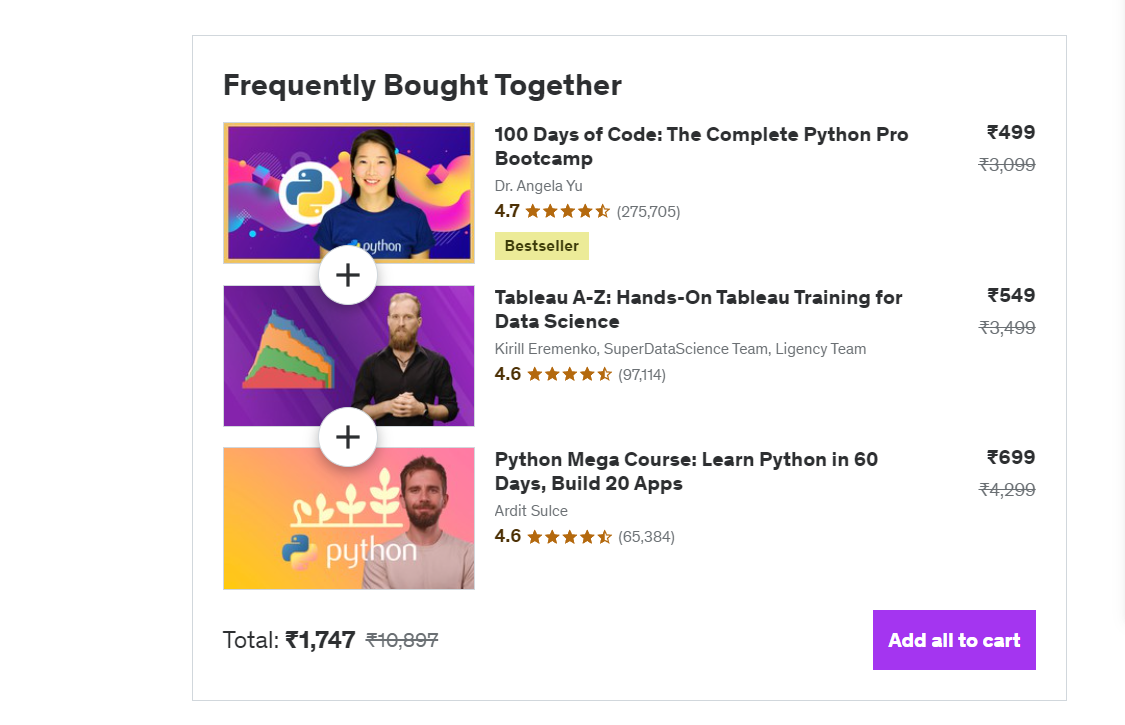 Frequently Bought Together
100 Days of Code: The Complete Python Pro
Bootcamp
₹499
₹3,099
Dr. Angela Yu
4.7 (275,705)
Bestseller
python
Tableau A-Z: Hands-On Tableau Training for
Data Science
₹549
₹3,499
Kirill Eremenko, SuperDataScience Team, Ligency Team
4.6 (97,114)
Python Mega Course: Learn Python in 60
Days, Build 20 Apps
₹699
₹4,299
Ardit Sulce
4.6 (65,384)
python
Total: ₹1,747 ₹10,897
Add all to cart